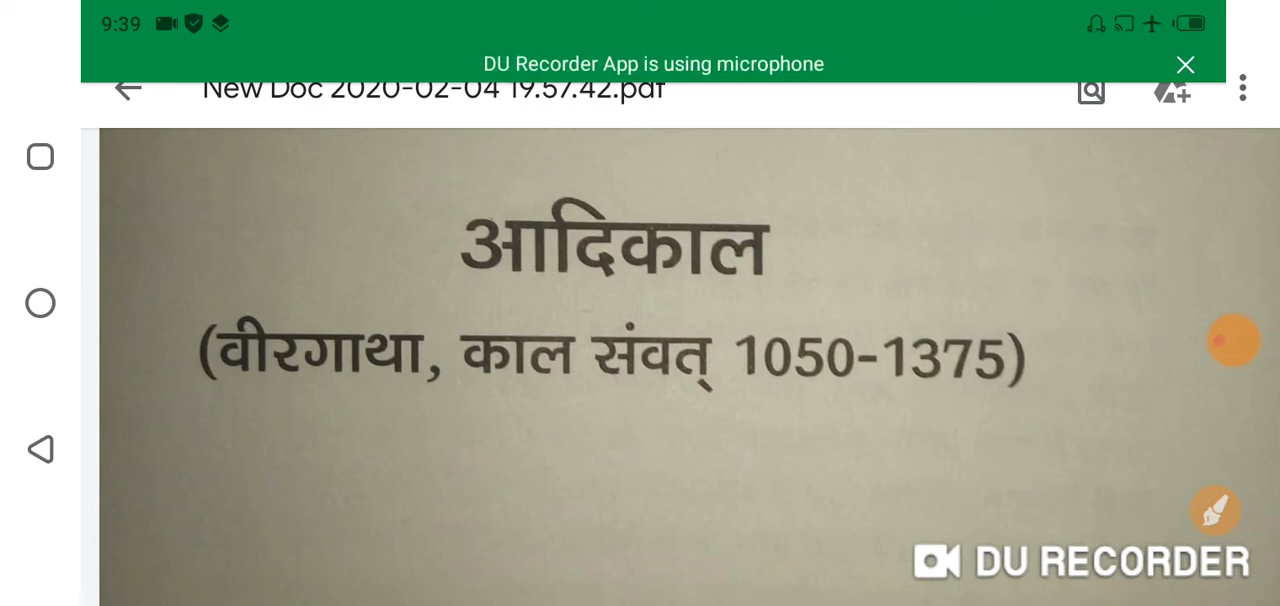 9:39
DU Recorder App is using microphone
New Doc 2020-02-04 19.57.42.pdf
आदिकाल
(वीरगाथा, काल संवत् 1050-1375)
DU RECORDER